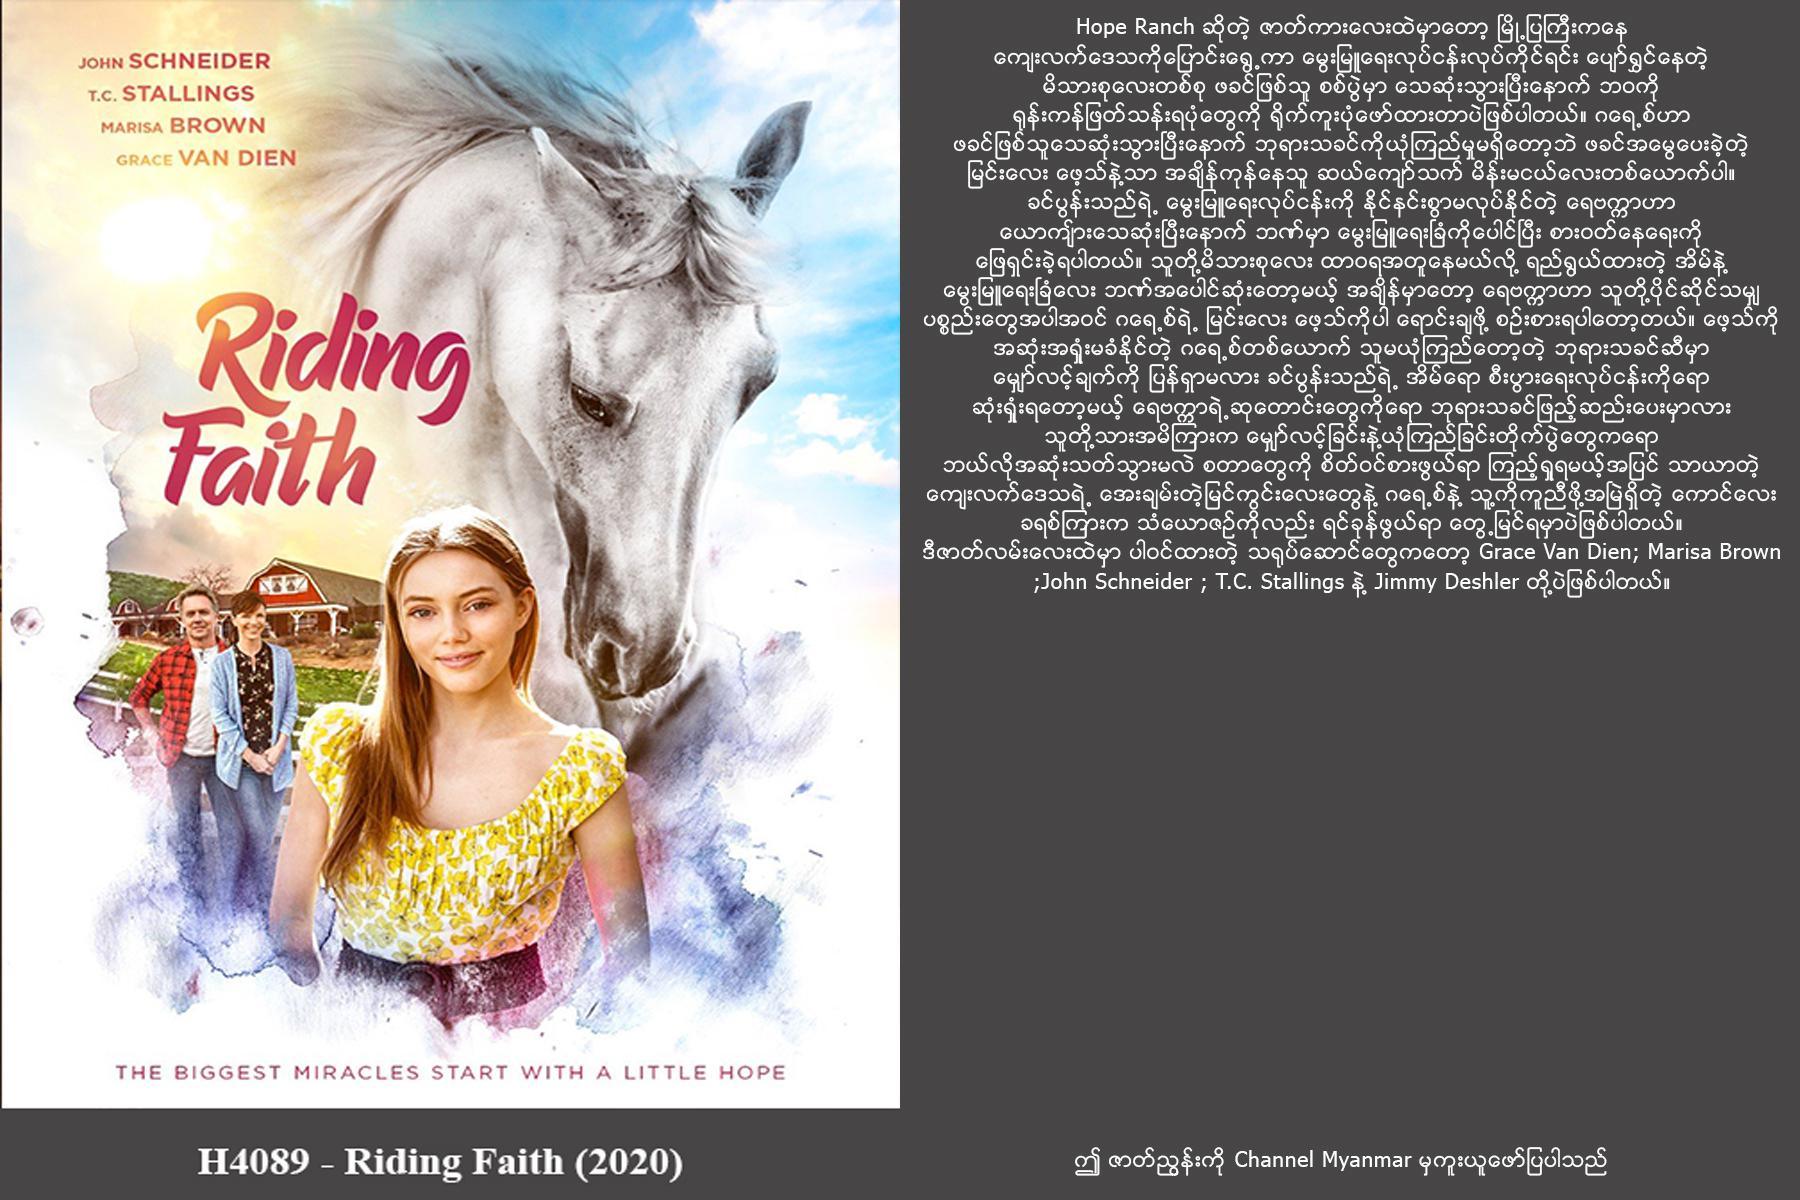 JOHN SCHNEIDER
T.C. STALLINGS
MARISA BROWN
GRACE VAN DIEN
Riding
Faith
THE BIGGEST MIRACLES START WITH A LITTLE HOPE
H4089 - Riding Faith (2020)
Hope Ranch ဆိုတဲ့ ဇာတ်ကားလေးထဲမှာတော့ မြို့ပြကြီးကနေ
ကျေးလက်ဒေသကိုပြောင်းရွေ့ကာ မွေးမြူရေးလုပ်ငန်းလုပ်ကိုင်ရင်း ပျော်ရွှင်နေတဲ့
မိသားစုလေးတစ်စု ဖခင်ဖြစ်သူ စစ်ပွဲမှာ သေဆုံးသွားပြီးနောက် ဘဝကို
ရုန်းကန်ဖြတ်သန်းရပုံတွေကို ရိုက်ကူးပုံဖော်ထားတာပဲဖြစ်ပါတယ်။ ဂရေ့စ်ဟာ
ဖခင်ဖြစ်သူသေဆုံးသွားပြီးနောက် ဘုရားသခင်ကိုယုံကြည်မှုမရှိတော့ဘဲ ဖခင်အမွေပေးခဲ့တဲ့
မြင်းလေး ဖေ့သ်နဲ့သာ အချိန်ကုန်နေသူ ဆယ်ကျော်သက် မိန်းမငယ်လေးတစ်ယောက်ပါ။
ခင်ပွန်းသည်ရဲ့ မွေးမြူရေးလုပ်ငန်းကို နိုင်နင်းစွာမလုပ်နိုင်တဲ့ ရေဗက္ကာဟာ
ယောကျ်ားသေဆုံးပြီးနောက် ဘဏ်မှာ မွေးမြူရေးခြံကိုပေါင်ပြီး စားဝတ်နေရေးကို
ဖြေရှင်းခဲ့ရပါတယ်။ သူတို့မိသားစုလေး ထာဝရအတူနေမယ်လို့ ရည်ရွယ်ထားတဲ့ အိမ်နဲ့
မွေးမြူရေးခြံလေး ဘဏ်အပေါင်ဆုံးတော့မယ့် အချိန်မှာတော့ ရေဗက္ကာဟာ သူတို့ပိုင်ဆိုင်သမျှ
ပစ္စည်းတွေအပါအဝင် ဂရေ့စ်ရဲ့ မြင်းလေး ဖေ့သ်ကိုပါ ရောင်းချဖို့ စဉ်းစားရပါတော့တယ်။ ဖေ့သ်ကို
အဆုံးအရှုံးမခံနိုင်တဲ့ ဂရေ့စ်တစ်ယောက် သူမယုံကြည်တော့တဲ့ ဘုရားသခင်ဆီမှာ
မျှော်လင့်ချက်ကို ပြန်ရှာမလား ခင်ပွန်းသည်ရဲ့ အိမ်ရော စီးပွားရေးလုပ်ငန်းကိုရော
ဆုံးရှုံးရတော့မယ့် ရေဗက္ကာရဲ့ဆုတောင်းတွေကိုရော ဘုရားသခင်ဖြည့်ဆည်းပေးမှာလား
သူတို့သားအမိကြားက မျှော်လင့်ခြင်းနဲ့ယုံကြည်ခြင်းတိုက်ပွဲတွေကရော
ဘယ်လိုအဆုံးသတ်သွားမလဲ စတာတွေကို စိတ်ဝင်စားဖွယ်ရာ ကြည့်ရှုရမယ့်အပြင် သာယာတဲ့
ကျေးလက်ဒေသရဲ့ အေးချမ်းတဲ့မြင်ကွင်းလေးတွေနဲ့ ဂရေ့စ်နဲ့ သူ့ကိုကူညီဖို့အမြဲရှိတဲ့ ကောင်လေး
ခရစ်ကြားက သံယောဇဉ်ကိုလည်း ရင်ခုန်ဖွယ်ရာ တွေ့မြင်ရမှာပဲဖြစ်ပါတယ်။
ဒီဇာတ်လမ်းလေးထဲမှာ ပါဝင်ထားတဲ့ သရုပ်ဆောင်တွေကတော့ Grace Van Dien; Marisa Brown
;John Schneider ; T.C. Stallings နဲ့ Jimmy Deshler တို့ပဲဖြစ်ပါတယ်။
ဤ ဇာတ်ညွှန်းကို Channel Myanmar မှကူးယူဖော်ပြပါသည်